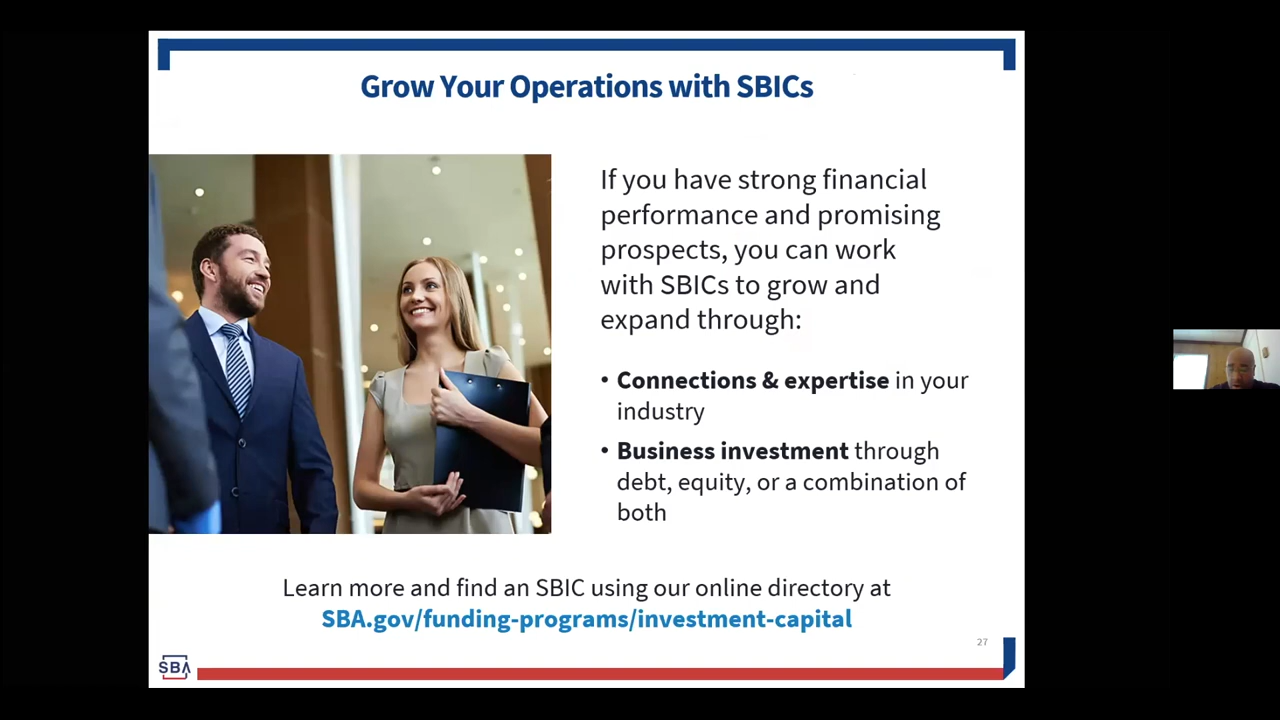 Grow Your Operations with SBICs
If you have strong financial
performance and promising
prospects, you can work
with SBICs to grow and
expand through:
• Connections & expertise in your
industry
• Business investment through
debt, equity, or a combination of
both
Learn more and find an SBIC using our online directory at
SBA.gov/funding-programs/investment-capital
27
SBA